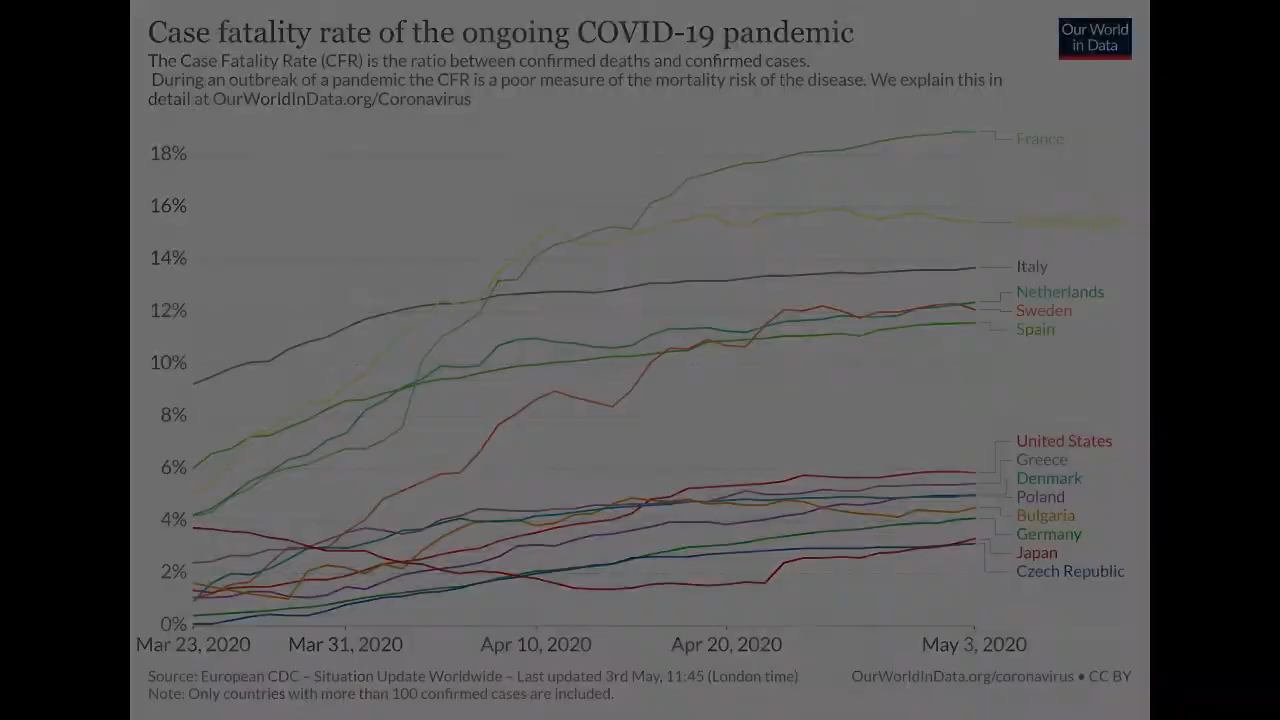 Case fatality rate of the ongoing COVID-19 pandemic
Our World
in Data
The Case Fatality Rate (CFR) is the ratio between confirmed deaths and confirmed cases.
During an outbreak of a pandemic the CFR is a poor measure of the mortality risk of the disease. We explain this in
detail at OurWorldInData.org/Coronavirus
18%
16%
14%
12%
10%
8%
6%
4%
2%
0%
France
Italy
Netherlands
Sweden
Spain
United States
Greece
Denmark
Poland
Bulgaria
Germany
Japan
Czech Republic
Mar 23, 2020
Mar 31, 2020
Apr 10, 2020
Apr 20, 2020
May 3, 2020
Source: European CDC – Situation Update Worldwide – Last updated 3rd May, 11:45 (London time)
OurWorldInData.org/coronavirus • CC BY
Note: Only countries with more than 100 confirmed cases are included.